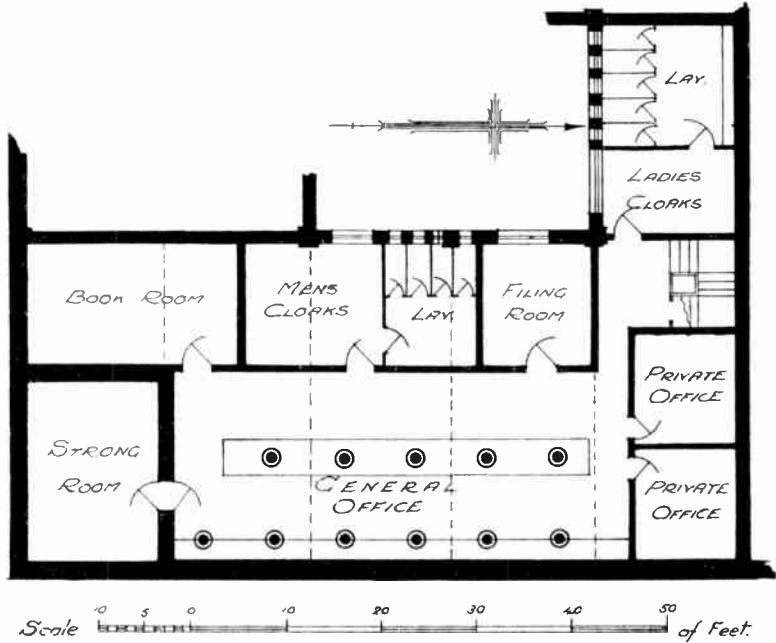 LAV.
LADIES
CLOAKS
BOOK ROOM
MENS
CLOAKS
LAV
FILING
ROOM
PRIVATE
OFFICE
STRONG
ROOM
GENERAL
OFFICE
PRIVATE
OFFICE
Scale 10 5 0 10 20 30 40 50 of Feet.